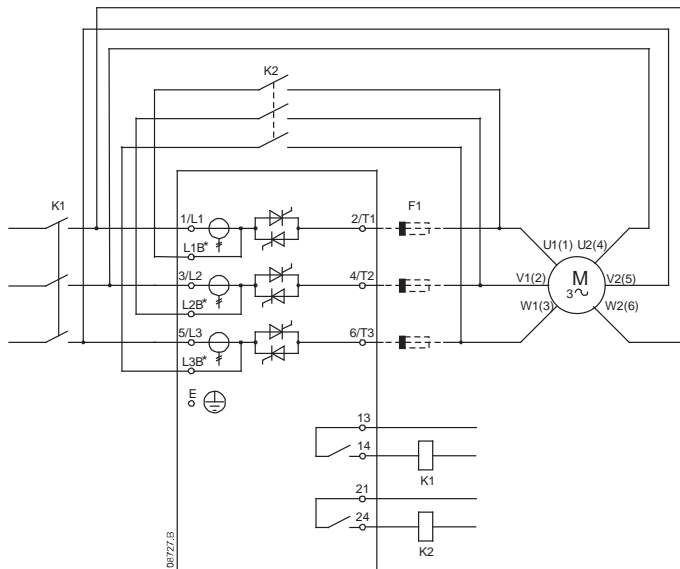 K2
K1
F1
1/L1
2/T1
L1B*
U1(1) U2(4)
3/L2
4/T2
V1(2)
M
3~
V2(5)
L2B*
W1(3)
W2(6)
5/L3
6/T3
L3B*
E
13
14
K1
21
24
K2
08727.B